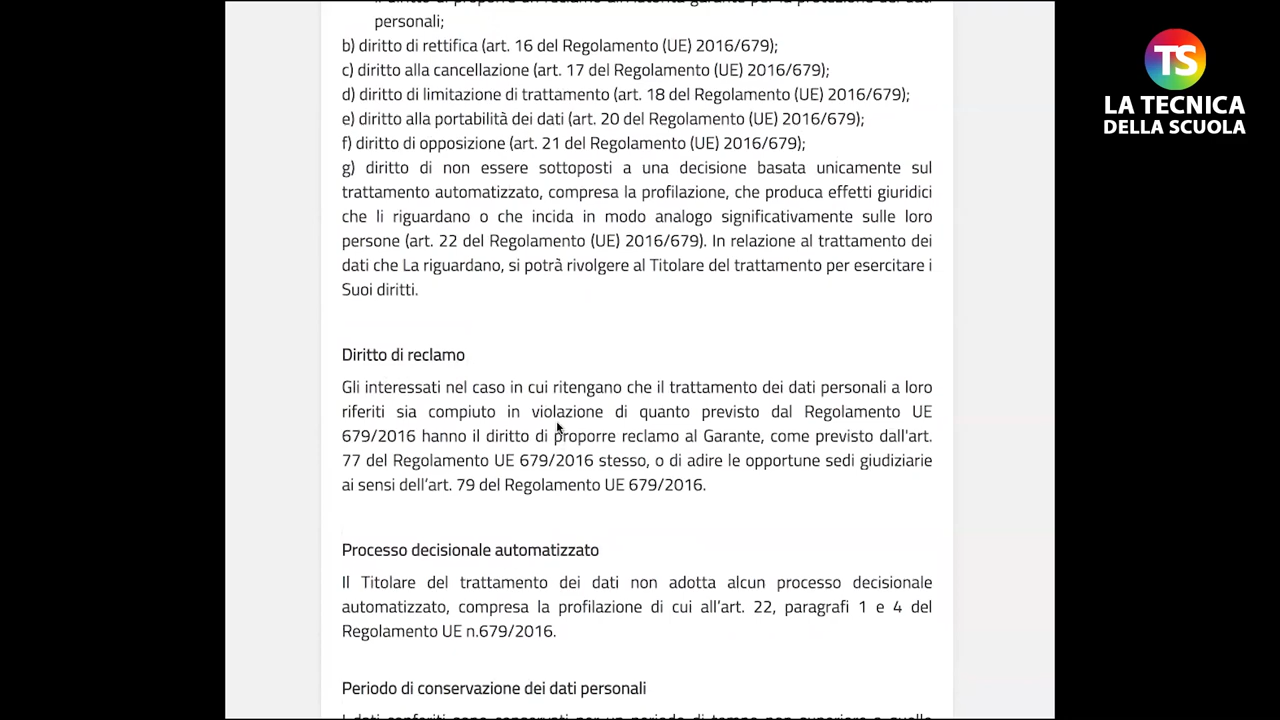 personali;
b) diritto di rettifica (art. 16 del Regolamento (UE) 2016/679);
c) diritto alla cancellazione (art. 17 del Regolamento (UE) 2016/679);
d) diritto di limitazione di trattamento (art. 18 del Regolamento (UE) 2016/679);
e) diritto alla portabilità dei dati (art. 20 del Regolamento (UE) 2016/679);
f) diritto di opposizione (art. 21 del Regolamento (UE) 2016/679);
g) diritto di non essere sottoposti a una decisione basata unicamente sul
trattamento automatizzato, compresa la profilazione, che produca effetti giuridici
che li riguardano o che incida in modo analogo significativamente sulle loro
persone (art. 22 del Regolamento (UE) 2016/679). In relazione al trattamento dei
dati che La riguardano, si potrà rivolgere al Titolare del trattamento per esercitare i
Suoi diritti.
Diritto di reclamo
Gli interessati nel caso in cui ritengano che il trattamento dei dati personali a loro
riferiti sia compiuto in violazione di quanto previsto dal Regolamento UE
679/2016 hanno il diritto di proporre reclamo al Garante, come previsto dall'art.
77 del Regolamento UE 679/2016 stesso, o di adire le opportune sedi giudiziarie
ai sensi dell'art. 79 del Regolamento UE 679/2016.
Processo decisionale automatizzato
Il Titolare del trattamento dei dati non adotta alcun processo decisionale
automatizzato, compresa la profilazione di cui all'art. 22, paragrafi 1 e 4 del
Regolamento UE n.679/2016.
Periodo di conservazione dei dati personali
TS
LA TECNICA
DELLA SCUOLA